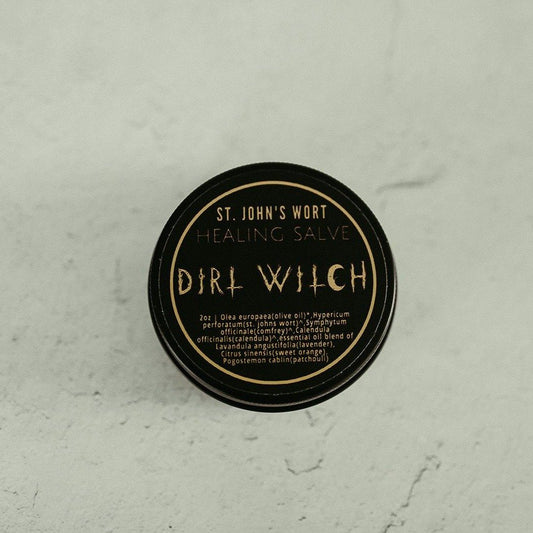 ST. JOHN'S WORT
HEALING SALVE
DIRT WITCH
2oz | Olea europaea(olive oil)*,Hypericum
perforatum(st. johns wort)^,Symphytum
officinale(comfrey)^,Calendula
officinalis(calendula)^,essential oil blend of
Lavandula angustifolia(lavender),
Citrus sinensis(sweet orange),
Pogostemon cablin(patchouli)